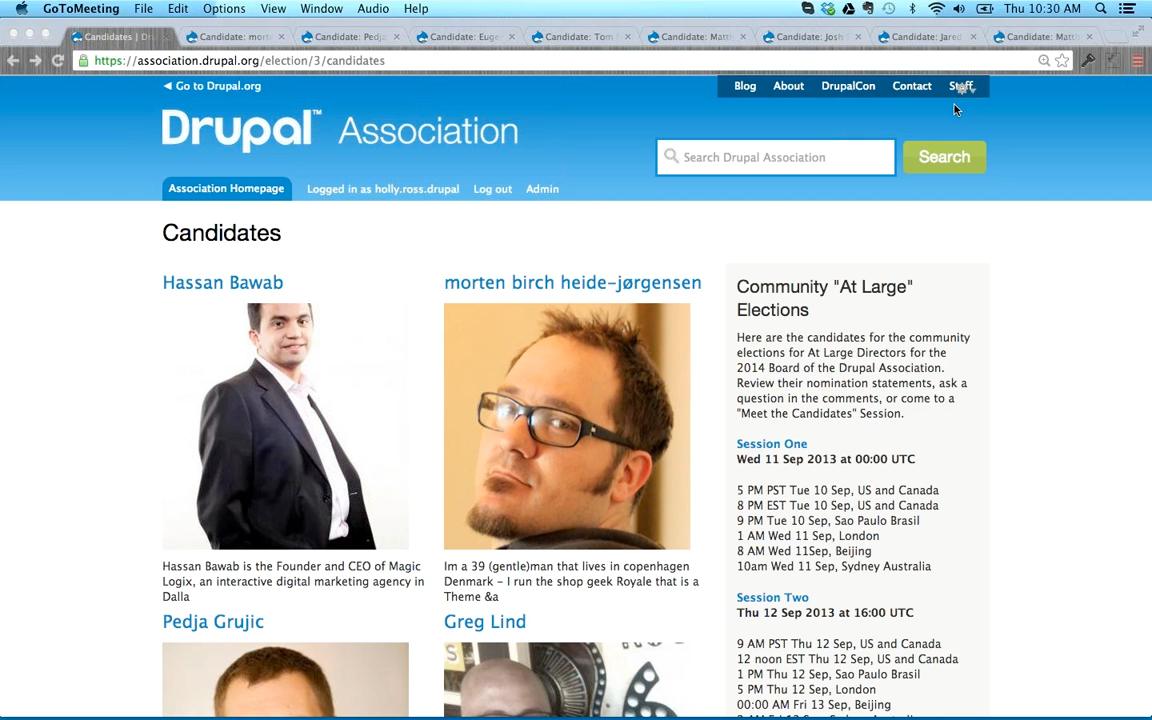 GoToMeeting File Edit Options View Window Audio Help Thu 10:30 AM
Candidates | Dru Candidate: mort Candidate: Pedja Candidate: Euge Candidate: Tom Candidate: Matt Candidate: Josh Candidate: Jared Candidate: Matt
https://association.drupal.org/election/3/candidates
◀ Go to Drupal.org Blog About DrupalCon Contact Staff
Drupal™ Association
Search Drupal Association Search
Association Homepage Logged in as holly.ross.drupal Log out Admin
Candidates
Hassan Bawab
Hassan Bawab is the Founder and CEO of Magic
Logix, an interactive digital marketing agency in
Dalla
morten birch heide-jørgensen
Im a 39 (gentle)man that lives in copenhagen
Denmark - I run the shop geek Royale that is a
Theme &a
Pedja Grujic
Greg Lind
S
6
Community "At Large"
Elections
Here are the candidates for the community
elections for At Large Directors for the
2014 Board of the Drupal Association.
Review their nomination statements, ask a
question in the comments, or come to a
"Meet the Candidates" Session.
Session One
Wed 11 Sep 2013 at 00:00 UTC
5 PM PST Tue 10 Sep, US and Canada
8 PM EST Tue 10 Sep, US and Canada
9 PM Tue 10 Sep, Sao Paulo Brasil
1 AM Wed 11 Sep, London
8 AM Wed 11Sep, Beijing
10am Wed 11 Sep, Sydney Australia
Session Two
Thu 12 Sep 2013 at 16:00 UTC
9 AM PST Thu 12 Sep, US and Canada
12 noon EST Thu 12 Sep, US and Canada
1 PM Thu 12 Sep, Sao Paulo Brasil
5 PM Thu 12 Sep, London
00:00 AM Fri 13 Sep, Beijing